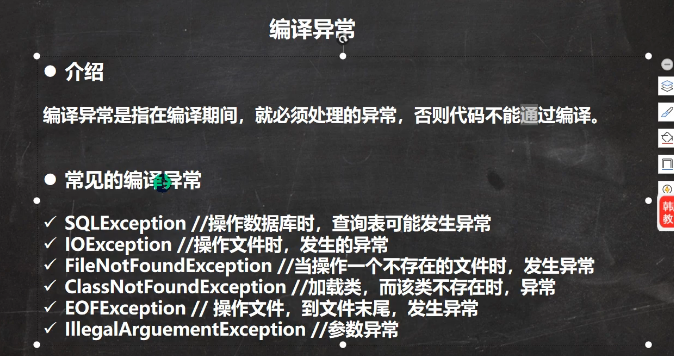 编译异常
● 介绍
编译异常是指在编译期间，就必须处理的异常，否则代码不能通过编译。
● 常见的编译异常
✓ SQLException //操作数据库时，查询表可能发生异常
✓ IOException //操作文件时，发生的异常
✓ FileNotFoundException //当操作一个不存在的文件时，发生异常
✓ ClassNotFoundException //加载类，而该类不存在时，异常
✓ EOFException // 操作文件，到文件末尾，发生异常
✓ IllegalArguementException //参数异常
韩
教